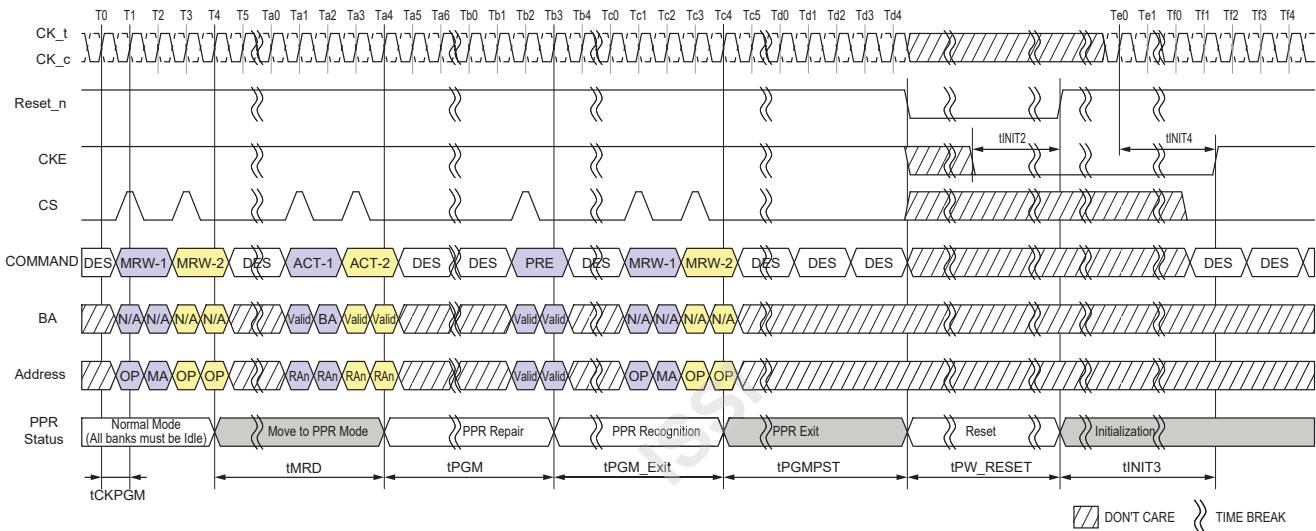 T0 T1 T2 T3 T4 T5 Ta0 Ta1 Ta2 Ta3 Ta4 Ta5 Ta6 Tb0 Tb1 Tb2 Tb3 Tb4 Tc0 Tc1 Tc2 Tc3 Tc4 Tc5 Td0 Td1 Td2 Td3 Td4 Te0 Te1 Tf0 Tf1 Tf2 Tf3 Tf4
CK_t
CK_c
Reset_n
CKE tINIT2 tINIT4
CS
COMMAND DES MRW-1 MRW-2 DES ACT-1 ACT-2 DES DES PRE DES MRW-1 MRW-2 DES DES DES DES DES
BA N/A N/A N/A N/A Valid BA Valid Valid Valid Valid N/A N/A N/A N/A
Address OP MA OP OP RAn RAn RAn RAn Valid Valid OP MA OP OP
PPR Status
Normal Mode
(All banks must be Idle)
Move to PPR Mode PPR Repair PPR Recognition PPR Exit Reset Initialization
tMRD tPGM tPGM_Exit tPGMPST tPW_RESET tINIT3
tCKPGM
DON'T CARE TIME BREAK
ISSI